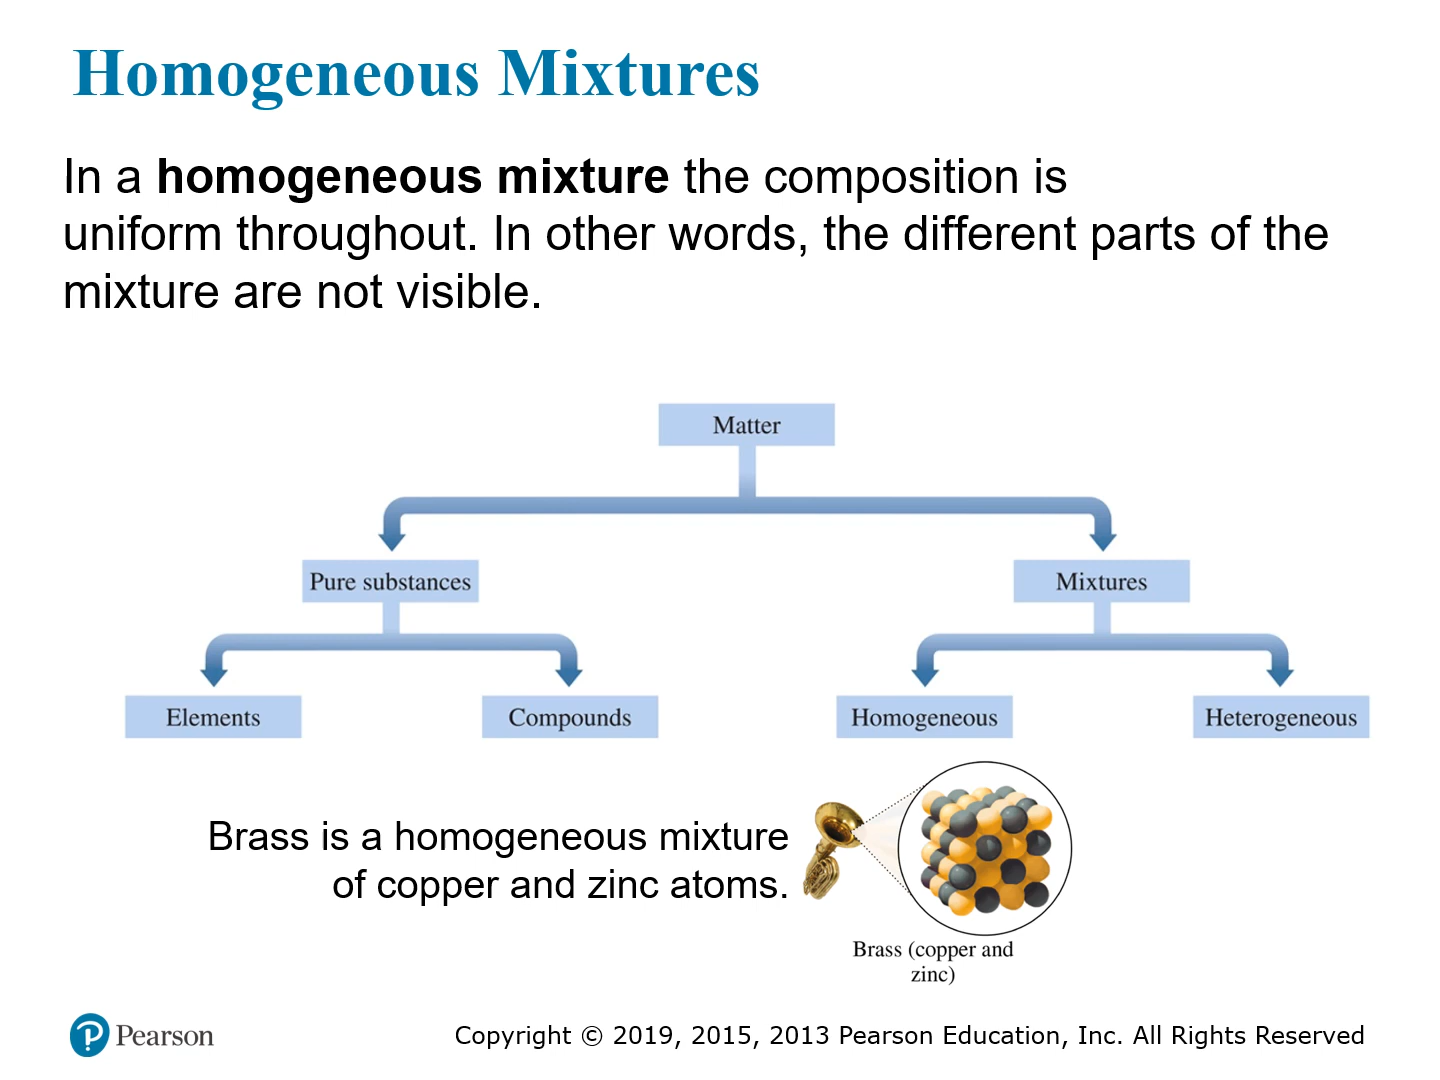 Homogeneous Mixtures
In a homogeneous mixture the composition is
uniform throughout. In other words, the different parts of the
mixture are not visible.
Matter
Pure substances
Mixtures
Elements
Compounds
Homogeneous
Heterogeneous
Brass is a homogeneous mixture
of copper and zinc atoms.
Brass (copper and
zinc)
Pearson
Copyright © 2019, 2015, 2013 Pearson Education, Inc. All Rights Reserved